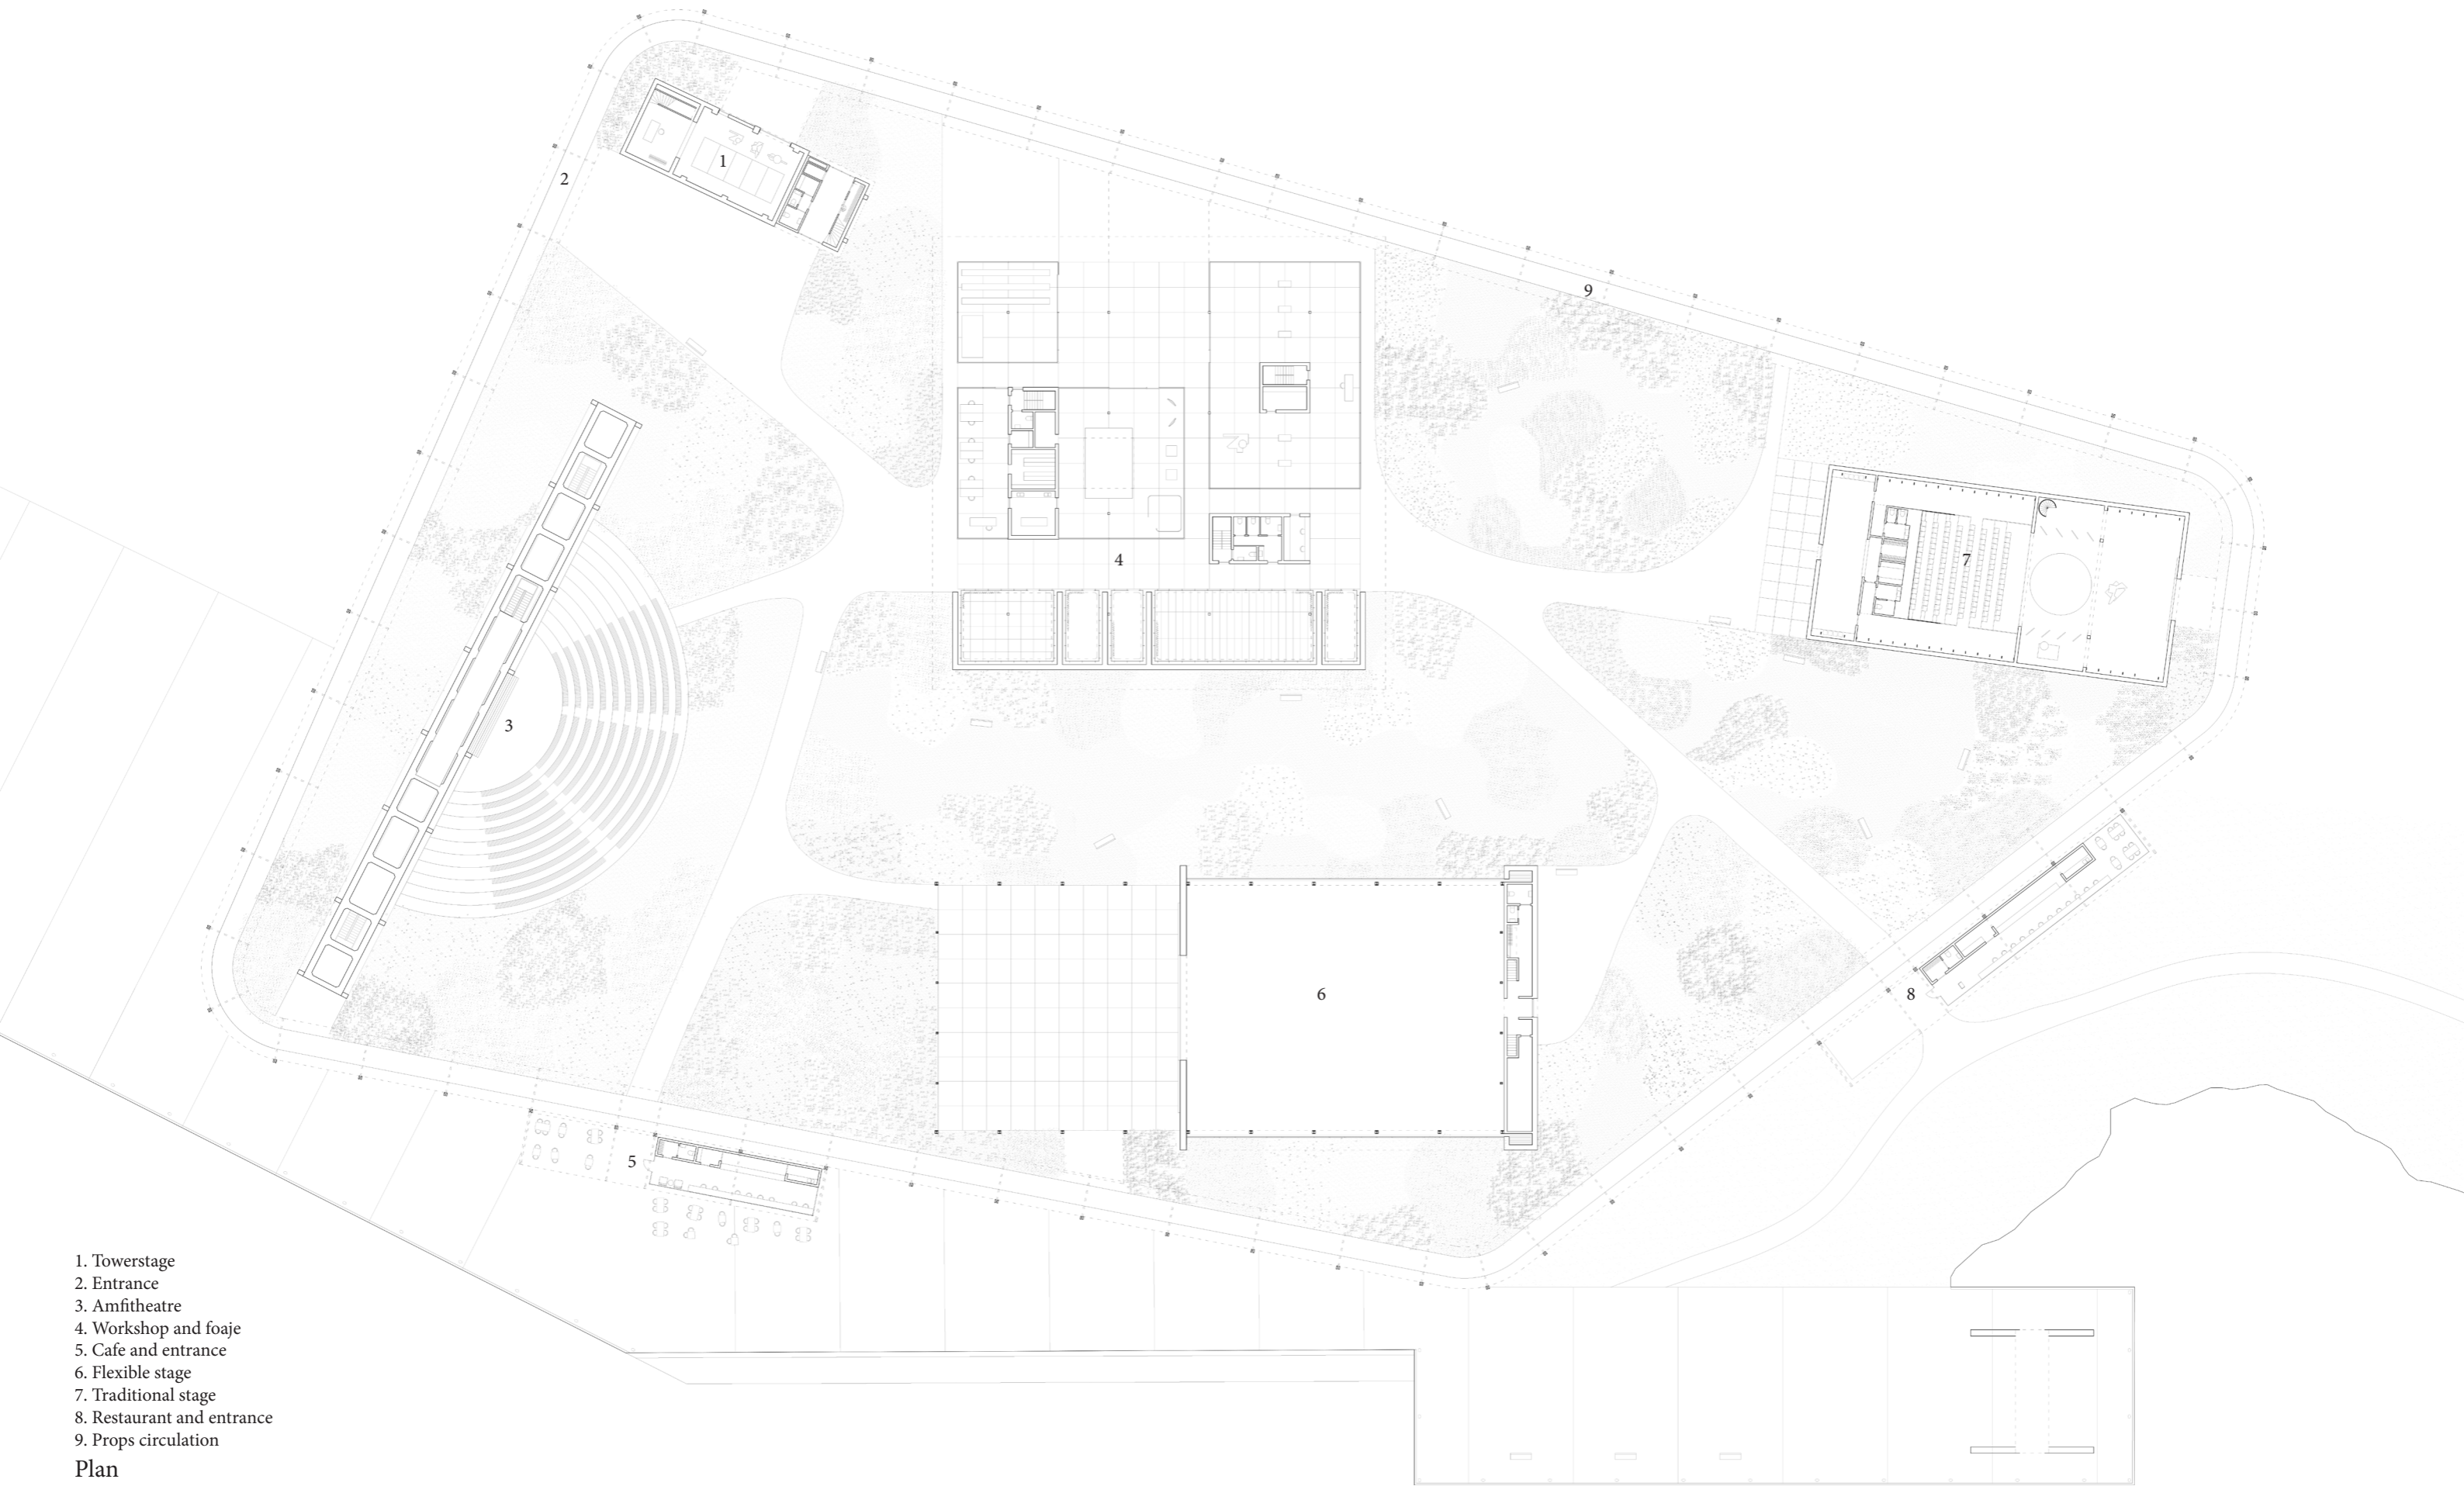 1
2
9
7
4
3
6
8
5
1. Towerstage
2. Entrance
3. Amfitheatre
4. Workshop and foaje
5. Cafe and entrance
6. Flexible stage
7. Traditional stage
8. Restaurant and entrance
9. Props circulation
Plan